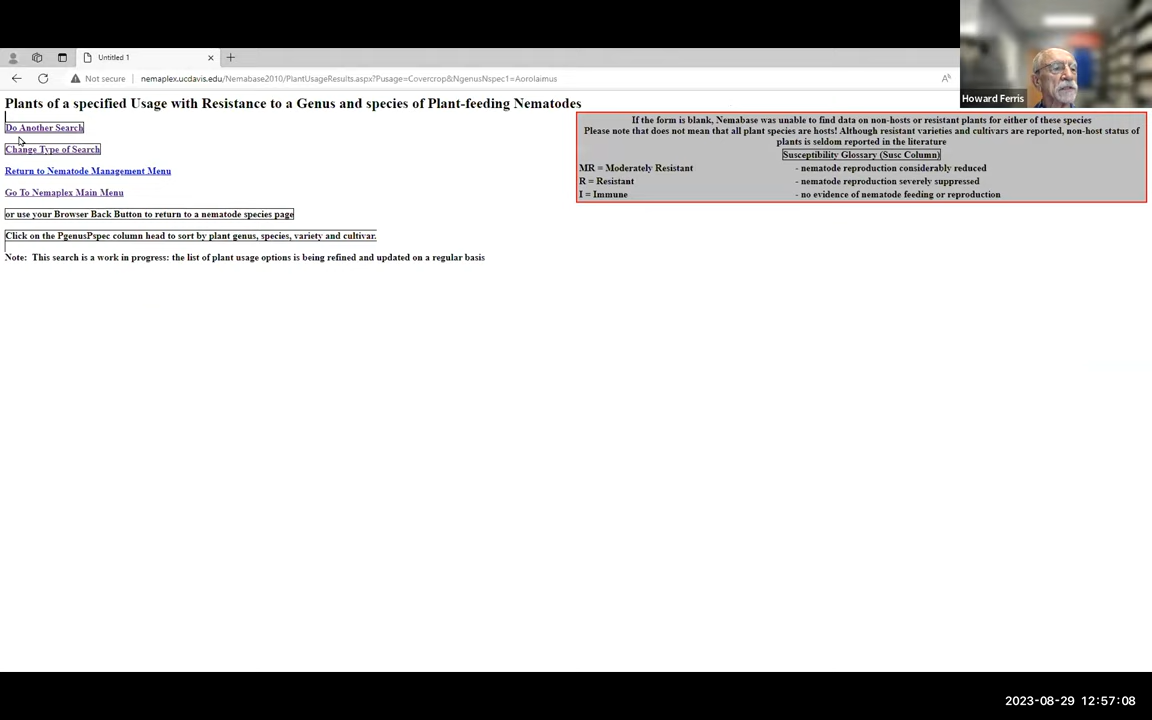 Untitled 1
Not secure
nemaplex.ucdavis.edu/Nemabase2010/PlantUsageResults.aspx?Pusage=Covercrop&NgenusNspec1=Aorolaimus
Howard Ferris
Plants of a specified Usage with Resistance to a Genus and species of Plant-feeding Nematodes
Do Another Search
Change Type of Search
Return to Nematode Management Menu
Go To Nemaplex Main Menu
or use your Browser Back Button to return to a nematode species page
Click on the PgenusPspec column head to sort by plant genus, species, variety and cultivar.
Note: This search is a work in progress: the list of plant usage options is being refined and updated on a regular basis
If the form is blank, Nemabase was unable to find data on non-hosts or resistant plants for either of these species
Please note that does not mean that all plant species are hosts! Although resistant varieties and cultivars are reported, non-host status of
plants is seldom reported in the literature
Susceptibility Glossary (Susc Column)
MR = Moderately Resistant - nematode reproduction considerably reduced
R = Resistant - nematode reproduction severely suppressed
I = Immune - no evidence of nematode feeding or reproduction
2023-08-29 12:57:08